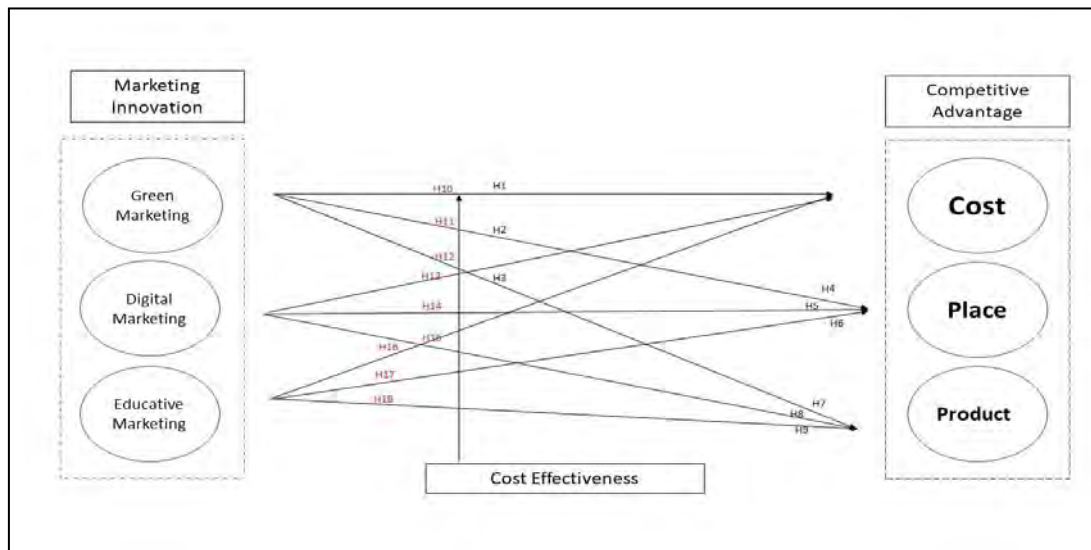 Marketing
Innovation
Competitive
Advantage
Green
Marketing
Digital
Marketing
Educative
Marketing
H10
H1
H11
H2
H12
H3
H13
H14
H16
H17
H18
H4
H5
H6
H7
H8
H9
Cost
Place
Product
Cost Effectiveness